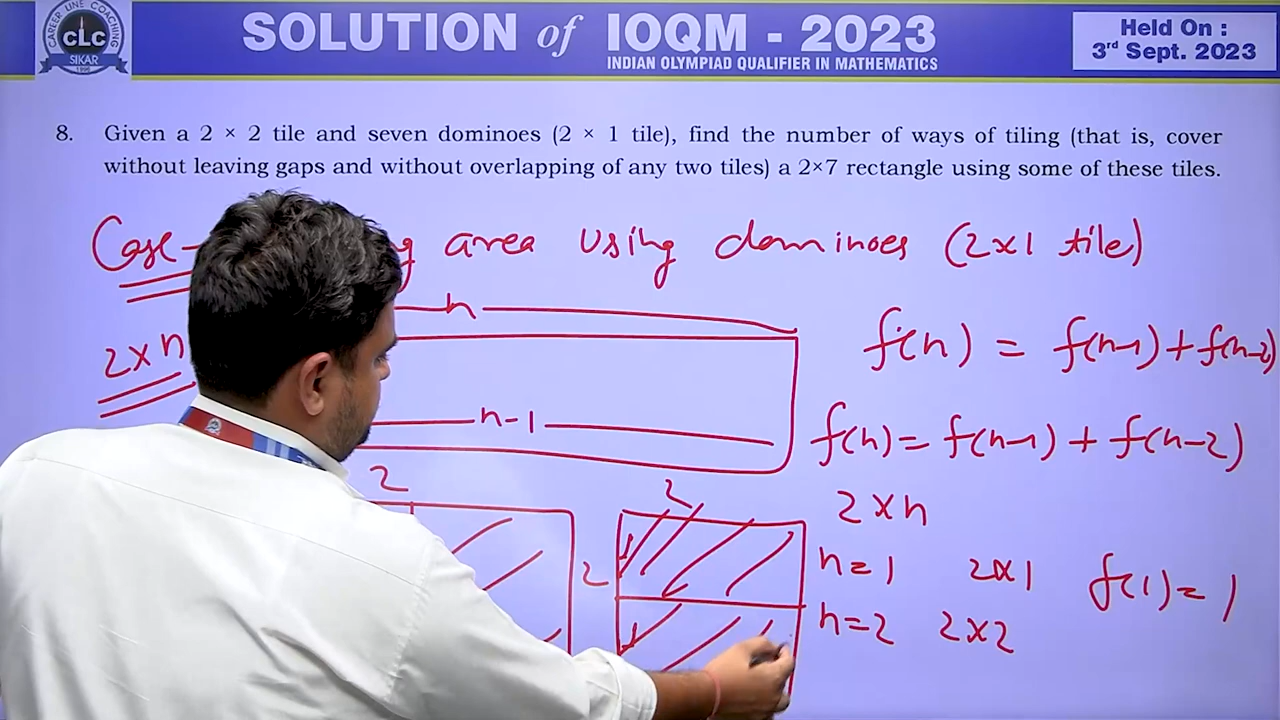 CAREER LINE COACHING
CLC
SIKAR
1996
SOLUTION of IOQM - 2023
INDIAN OLYMPIAD QUALIFIER IN MATHEMATICS
Held On :
3rd Sept. 2023
8. Given a 2 × 2 tile and seven dominoes (2 × 1 tile), find the number of ways of tiling (that is, cover
without leaving gaps and without overlapping of any two tiles) a 2×7 rectangle using some of these tiles.
Case- area using dominoes (2x1 tile)
n
2xn
f(n) = f(n-1) + f(n-2)
n-1
f(n) = f(n-1) + f(n-2)
2
2
2
2xn
n=1 2x1 f(1)=1
n=2 2x2